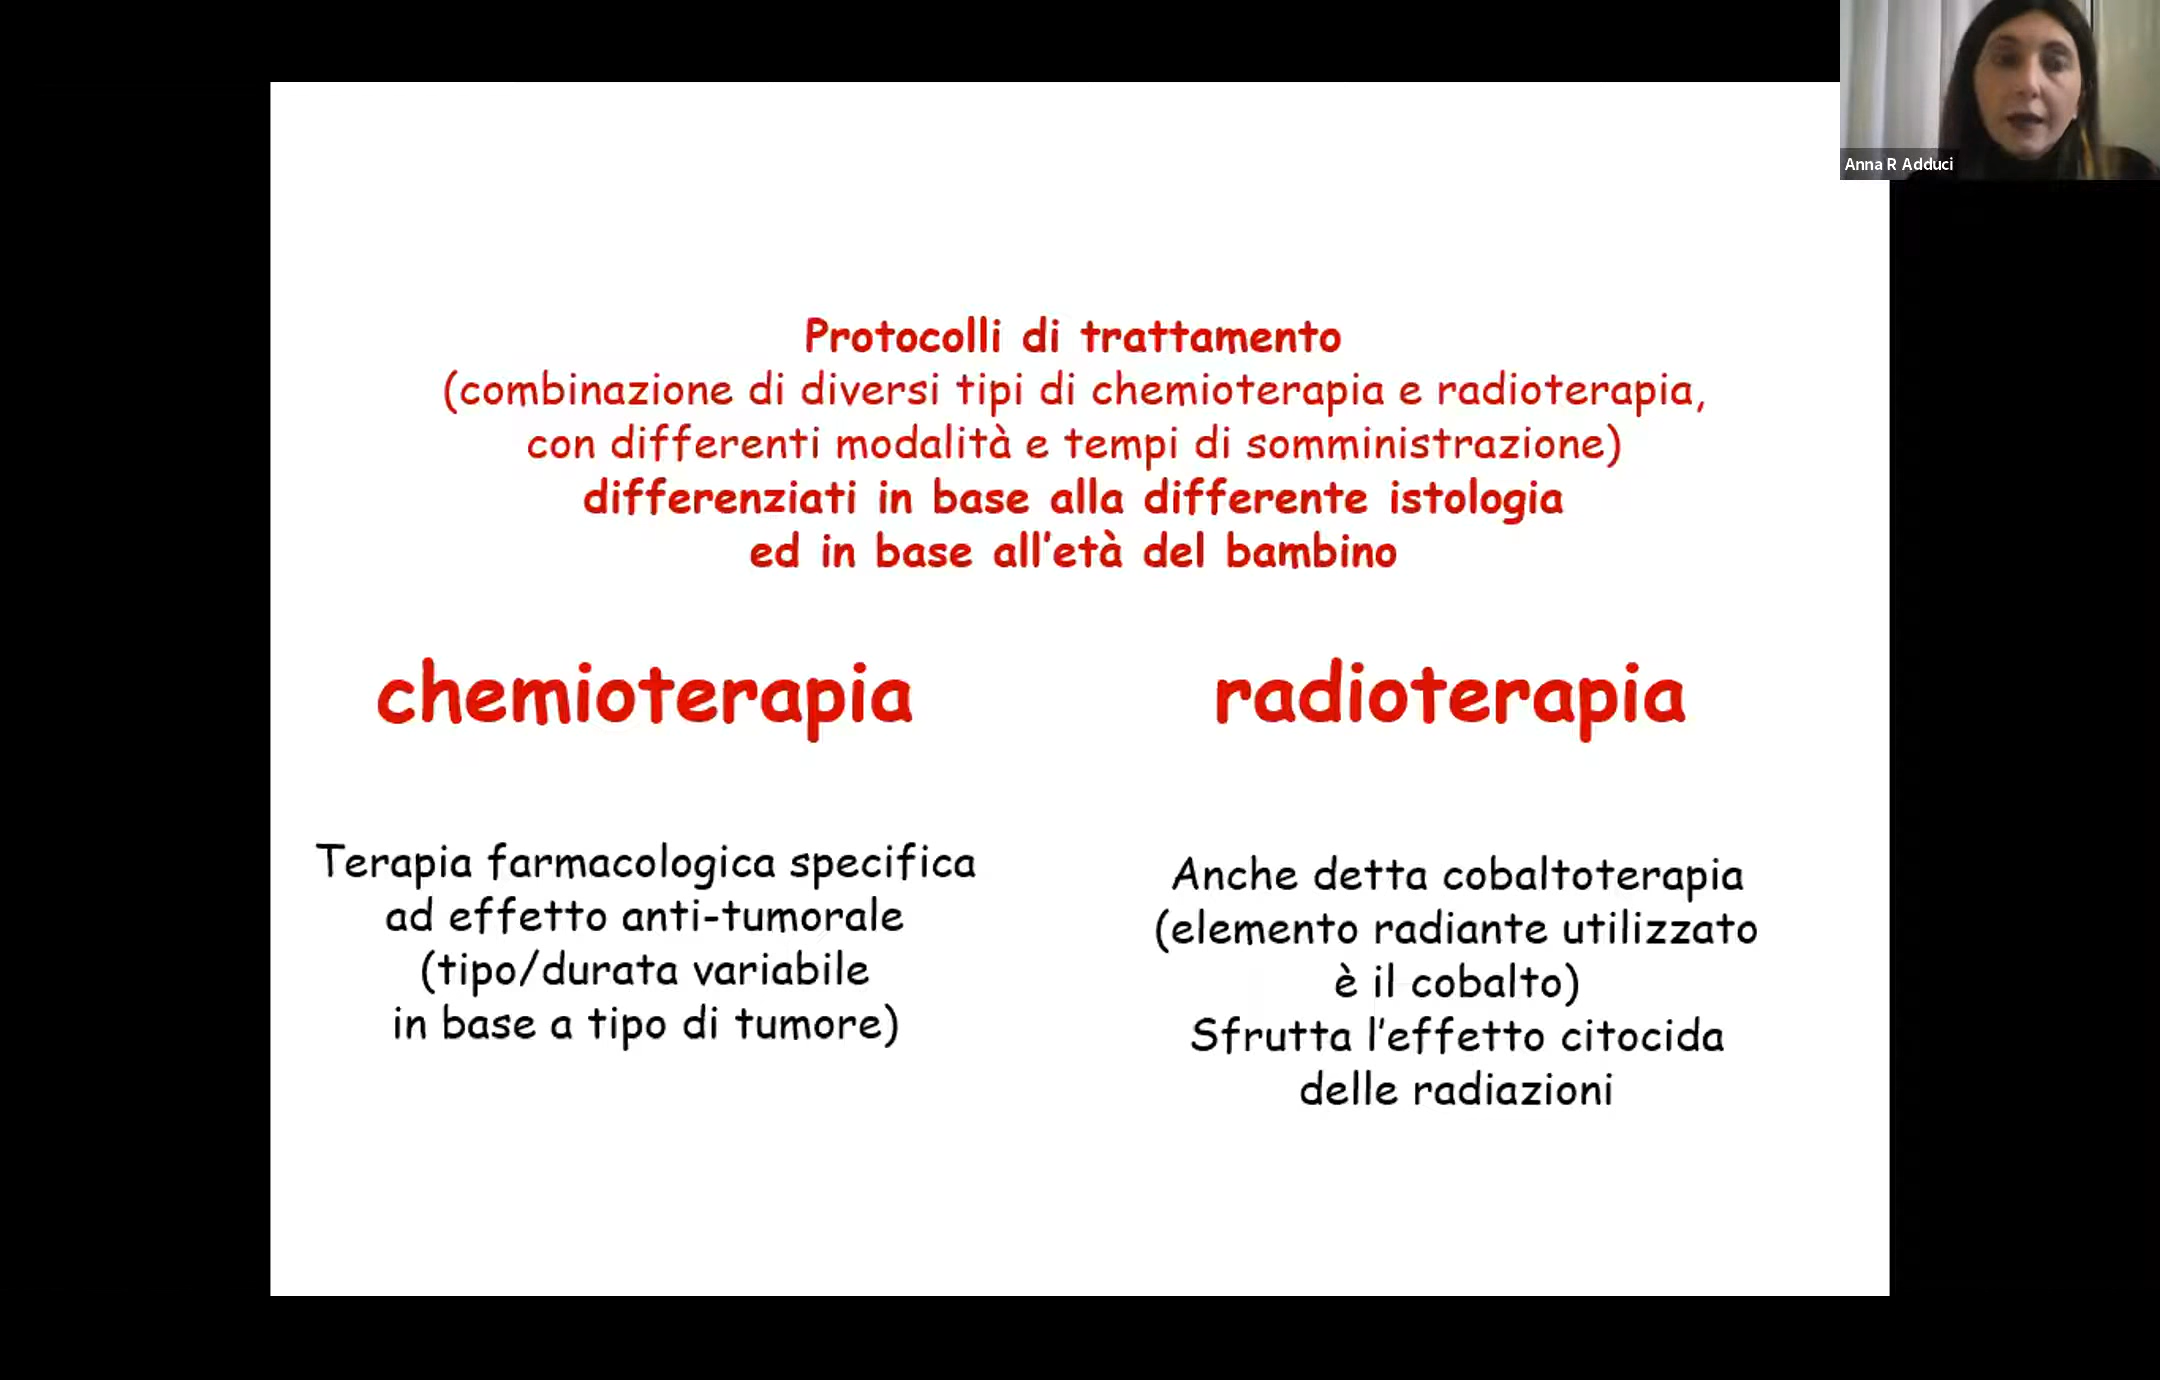 Anna R Adduci
Protocolli di trattamento
(combinazione di diversi tipi di chemioterapia e radioterapia,
con differenti modalità e tempi di somministrazione)
differenziati in base alla differente istologia
ed in base all'età del bambino
chemioterapia
Terapia farmacologica specifica
ad effetto anti-tumorale
(tipo/durata variabile
in base a tipo di tumore)
radioterapia
Anche detta cobaltoterapia
(elemento radiante utilizzato
è il cobalto)
Sfrutta l'effetto citocida
delle radiazioni